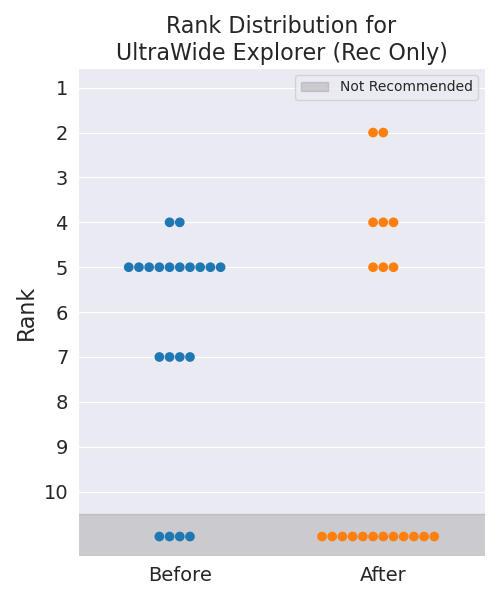 Rank Distribution for
UltraWide Explorer (Rec Only)
Not Recommended
1
2
3
4
5
6
7
8
9
10
Rank
Before After